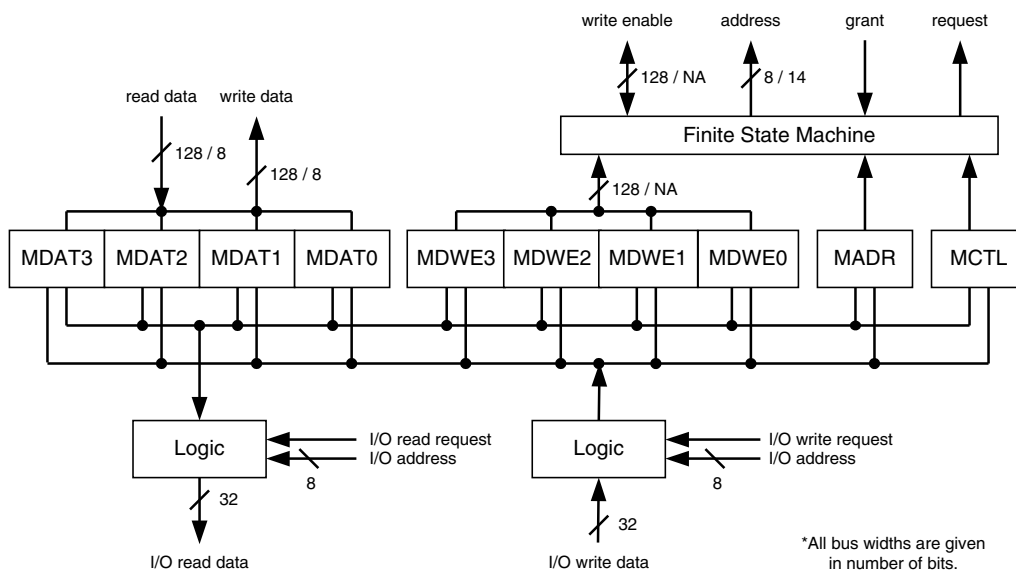 write enable
address
grant
request
128 / NA
8 / 14
read data
write data
Finite State Machine
128 / 8
128 / 8
128 / NA
MDAT3
MDAT2
MDAT1
MDAT0
MDWE3
MDWE2
MDWE1
MDWE0
MADR
MCTL
Logic
I/O read request
I/O address
8
32
I/O read data
Logic
I/O write request
I/O address
8
32
I/O write data
*All bus widths are given
in number of bits.